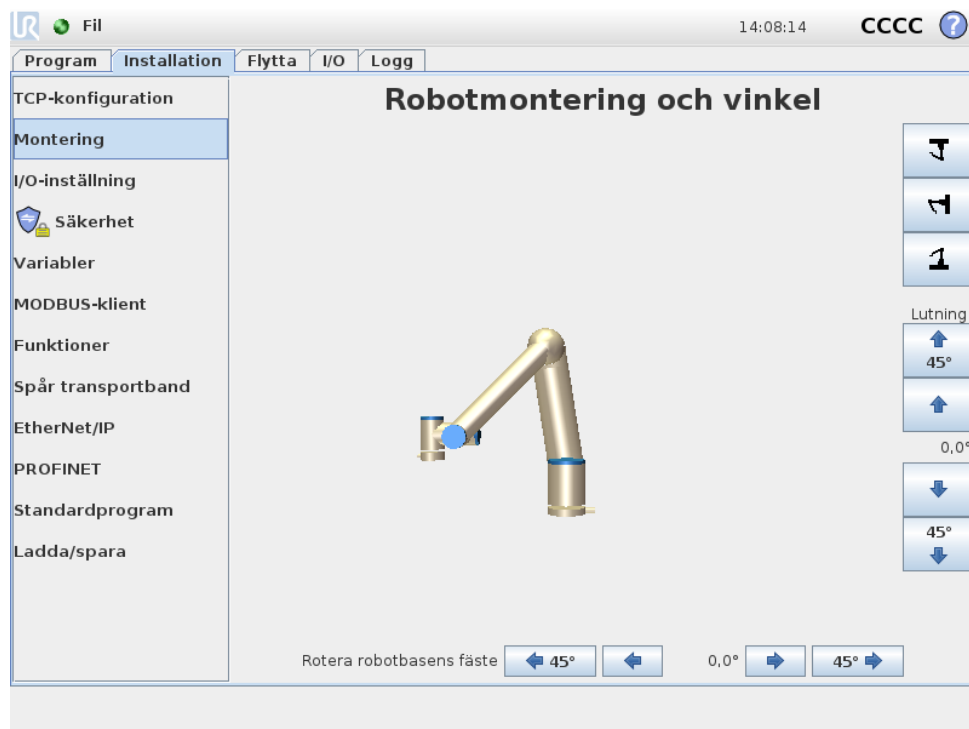 UR Fil 14:08:14 CCCC ?
Program Installation Flytta I/O Logg
TCP-konfiguration
Montering
I/O-inställning
Säkerhet
Variabler
MODBUS-klient
Funktioner
Spår transportband
EtherNet/IP
PROFINET
Standardprogram
Ladda/spara
Robotmontering och vinkel
Lutning
45°
0,0°
45°
Rotera robotbasens fäste 45° 0,0° 45°